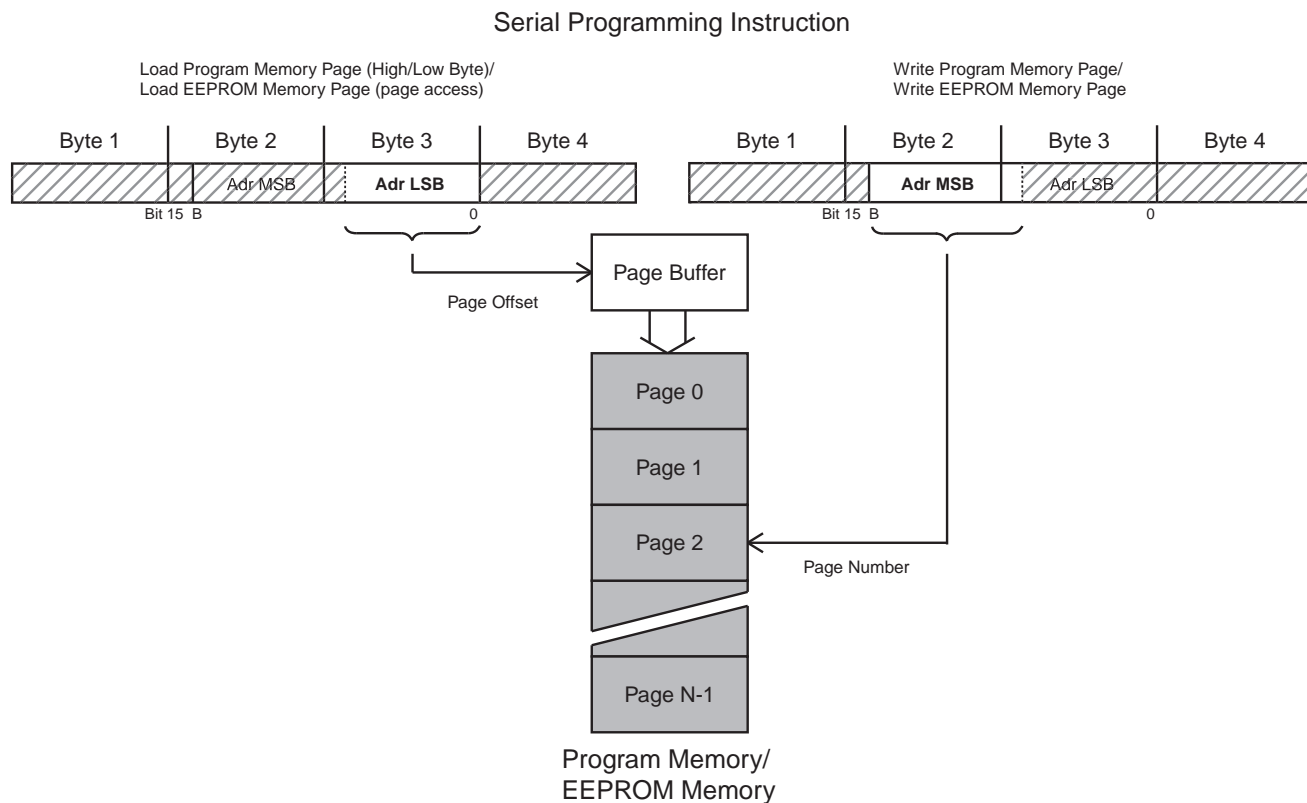 Serial Programming Instruction
Load Program Memory Page (High/Low Byte)/
Load EEPROM Memory Page (page access)
Write Program Memory Page/
Write EEPROM Memory Page
Byte 1 Byte 2 Byte 3 Byte 4
Adr MSB Adr LSB
Bit 15 B 0
Byte 1 Byte 2 Byte 3 Byte 4
Adr MSB Adr LSB
Bit 15 B 0
Page Buffer
Page Offset
Page 0
Page 1
Page 2
Page Number
Page N-1
Program Memory/
EEPROM Memory